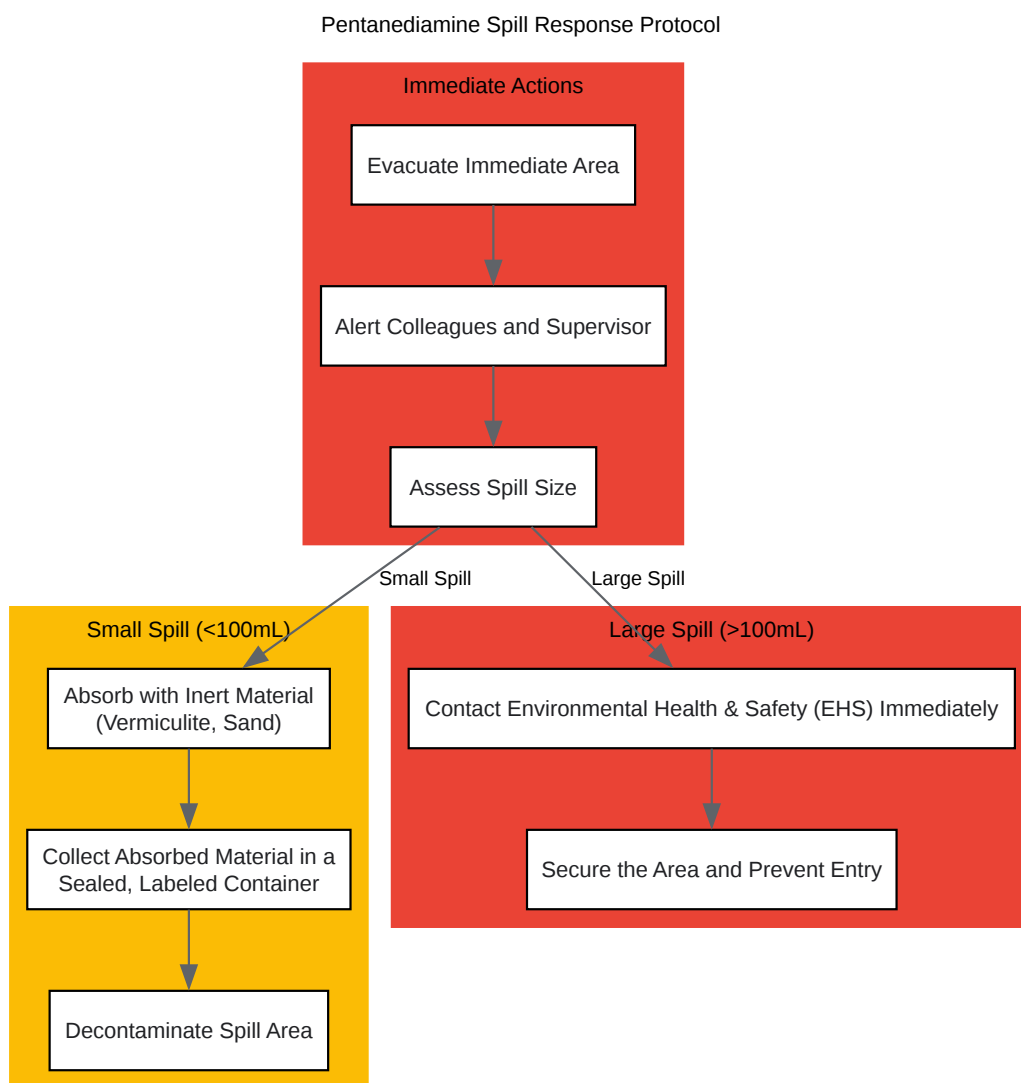 Pentanediamine Spill Response Protocol
Immediate Actions
Evacuate Immediate Area
Alert Colleagues and Supervisor
Assess Spill Size
Small Spill
Large Spill
Small Spill (<100mL)
Absorb with Inert Material
(Vermiculite, Sand)
Collect Absorbed Material in a
Sealed, Labeled Container
Decontaminate Spill Area
Large Spill (>100mL)
Contact Environmental Health & Safety (EHS) Immediately
Secure the Area and Prevent Entry